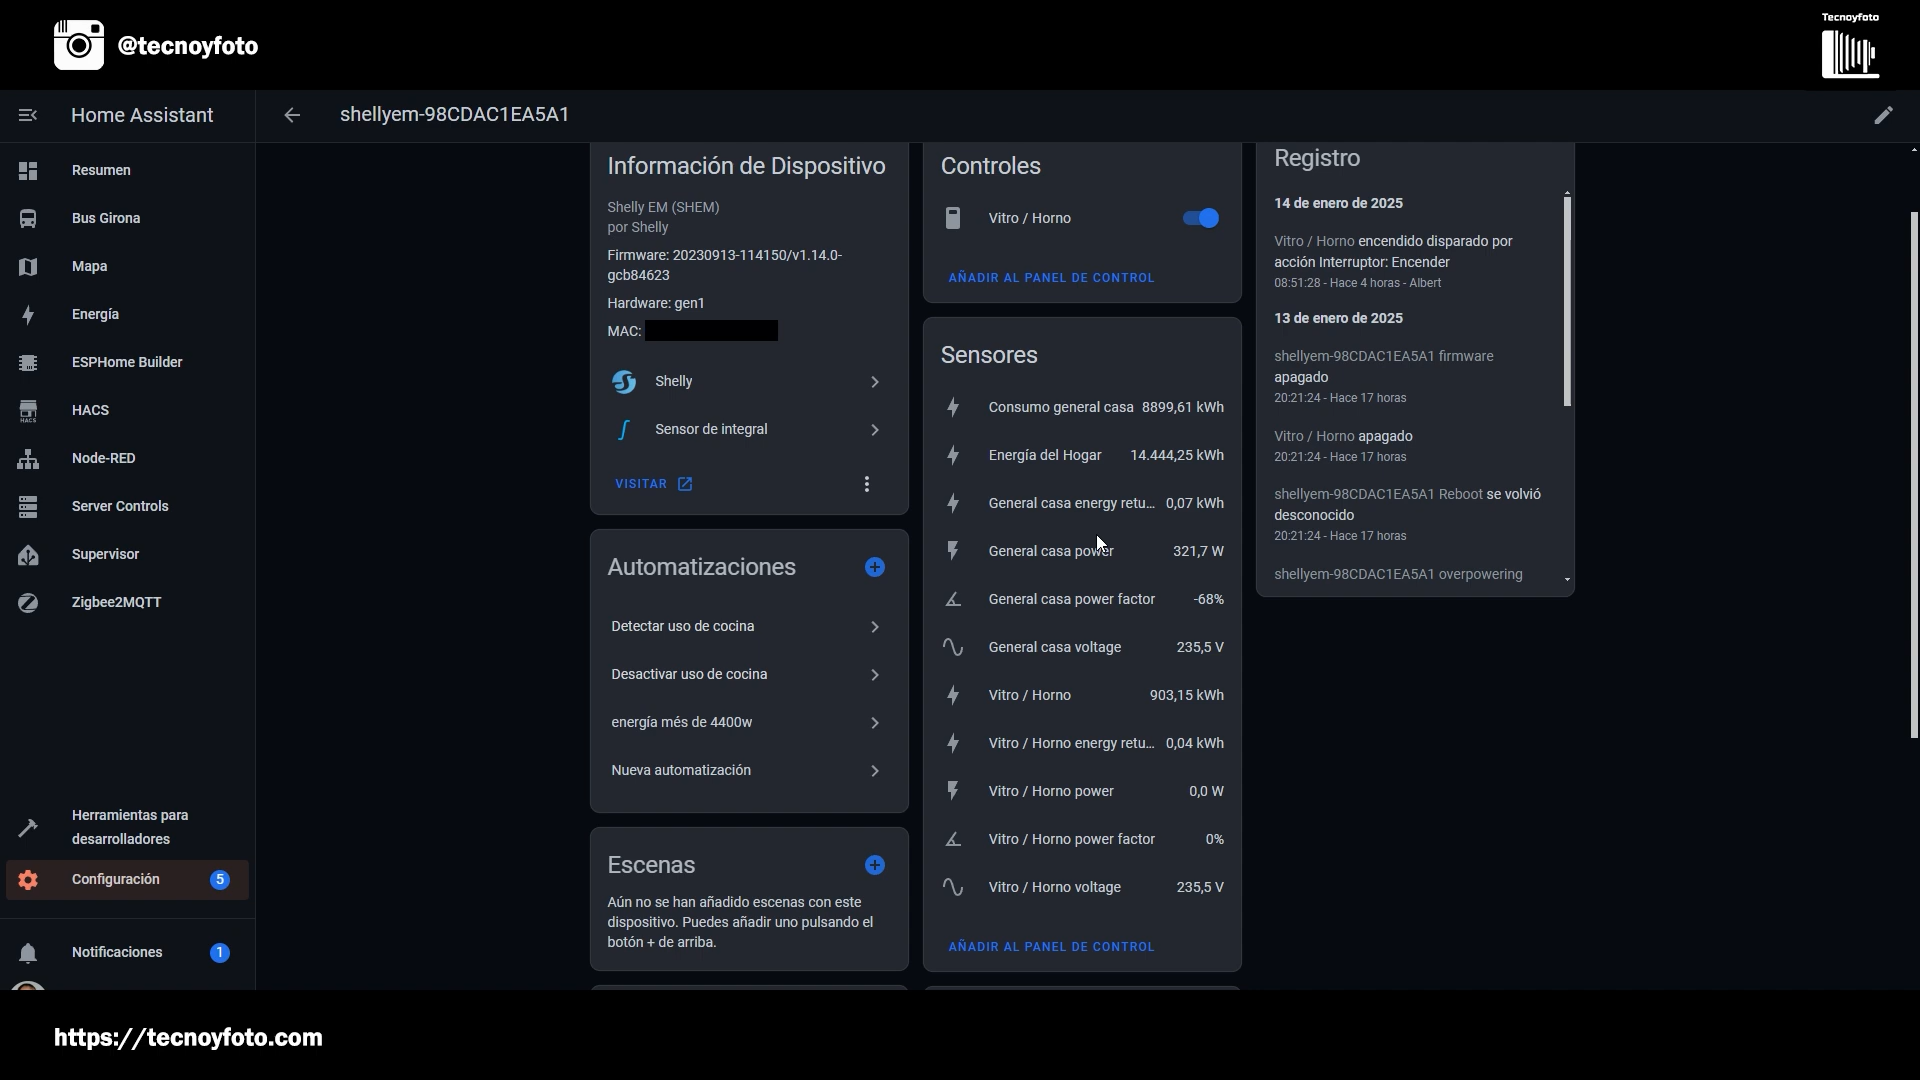 @tecnoyfoto
Tecnoyfoto
Home Assistant
shellyem-98CDAC1EA5A1
Resumen
Bus Girona
Mapa
Energía
ESPHome Builder
HACS
HACS
Node-RED
Server Controls
Supervisor
Zigbee2MQTT
Herramientas para
desarrolladores
Configuración 5
Notificaciones 1
Información de Dispositivo
Shelly EM (SHEM)
por Shelly
Firmware: 20230913-114150/v1.14.0-
gcb84623
Hardware: gen1
MAC:
Shelly
Sensor de integral
VISITAR
Automatizaciones
Detectar uso de cocina
Desactivar uso de cocina
energía més de 4400w
Nueva automatización
Escenas
Aún no se han añadido escenas con este
dispositivo. Puedes añadir uno pulsando el
botón + de arriba.
Controles
Vitro / Horno
AÑADIR AL PANEL DE CONTROL
Sensores
Consumo general casa 8899,61 kWh
Energía del Hogar 14.444,25 kWh
General casa energy retu... 0,07 kWh
General casa power 321,7 W
General casa power factor -68%
General casa voltage 235,5 V
Vitro / Horno 903,15 kWh
Vitro / Horno energy retu... 0,04 kWh
Vitro / Horno power 0,0 W
Vitro / Horno power factor 0%
Vitro / Horno voltage 235,5 V
AÑADIR AL PANEL DE CONTROL
Registro
14 de enero de 2025
Vitro / Horno encendido disparado por
acción Interruptor: Encender
08:51:28 - Hace 4 horas - Albert
13 de enero de 2025
shellyem-98CDAC1EA5A1 firmware
apagado
20:21:24 - Hace 17 horas
Vitro / Horno apagado
20:21:24 - Hace 17 horas
shellyem-98CDAC1EA5A1 Reboot se volvió
desconocido
20:21:24 - Hace 17 horas
shellyem-98CDAC1EA5A1 overpowering
https://tecnoyfoto.com